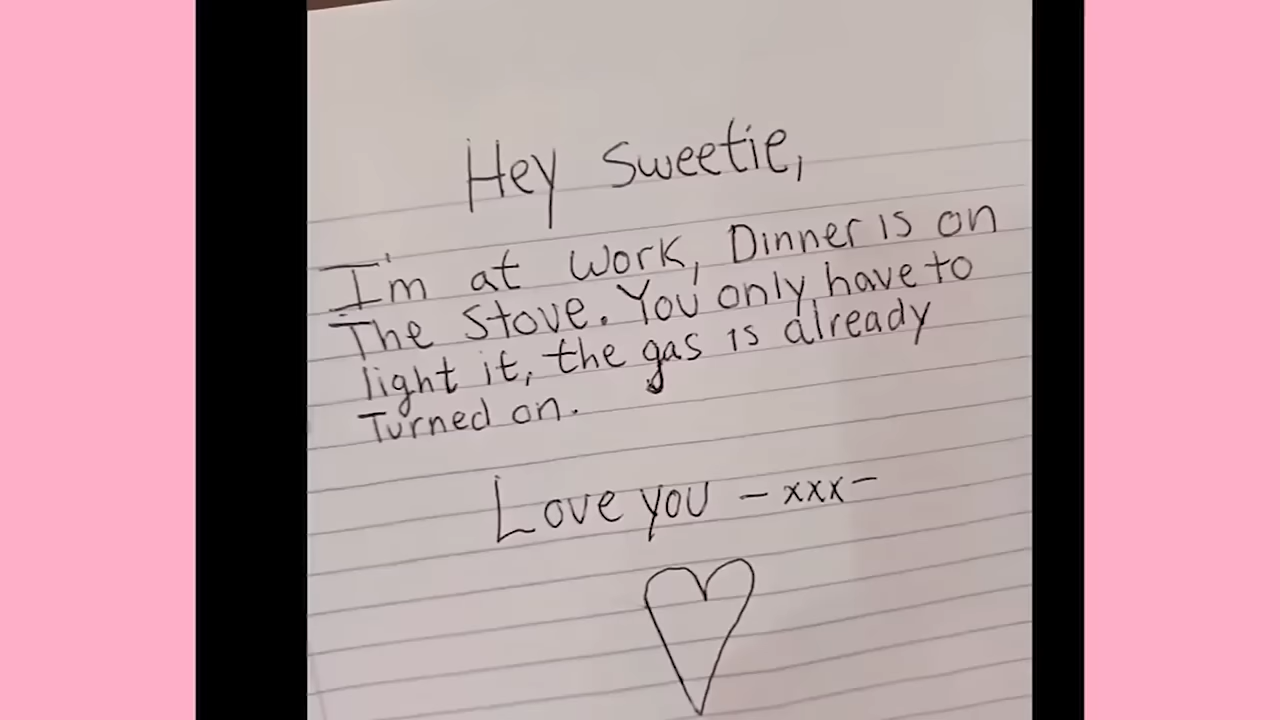 Hey Sweetie,
I'm at work, Dinner is on
The Stove. You only have to
light it, the gas is already
Turned on.
Love you - xxx -